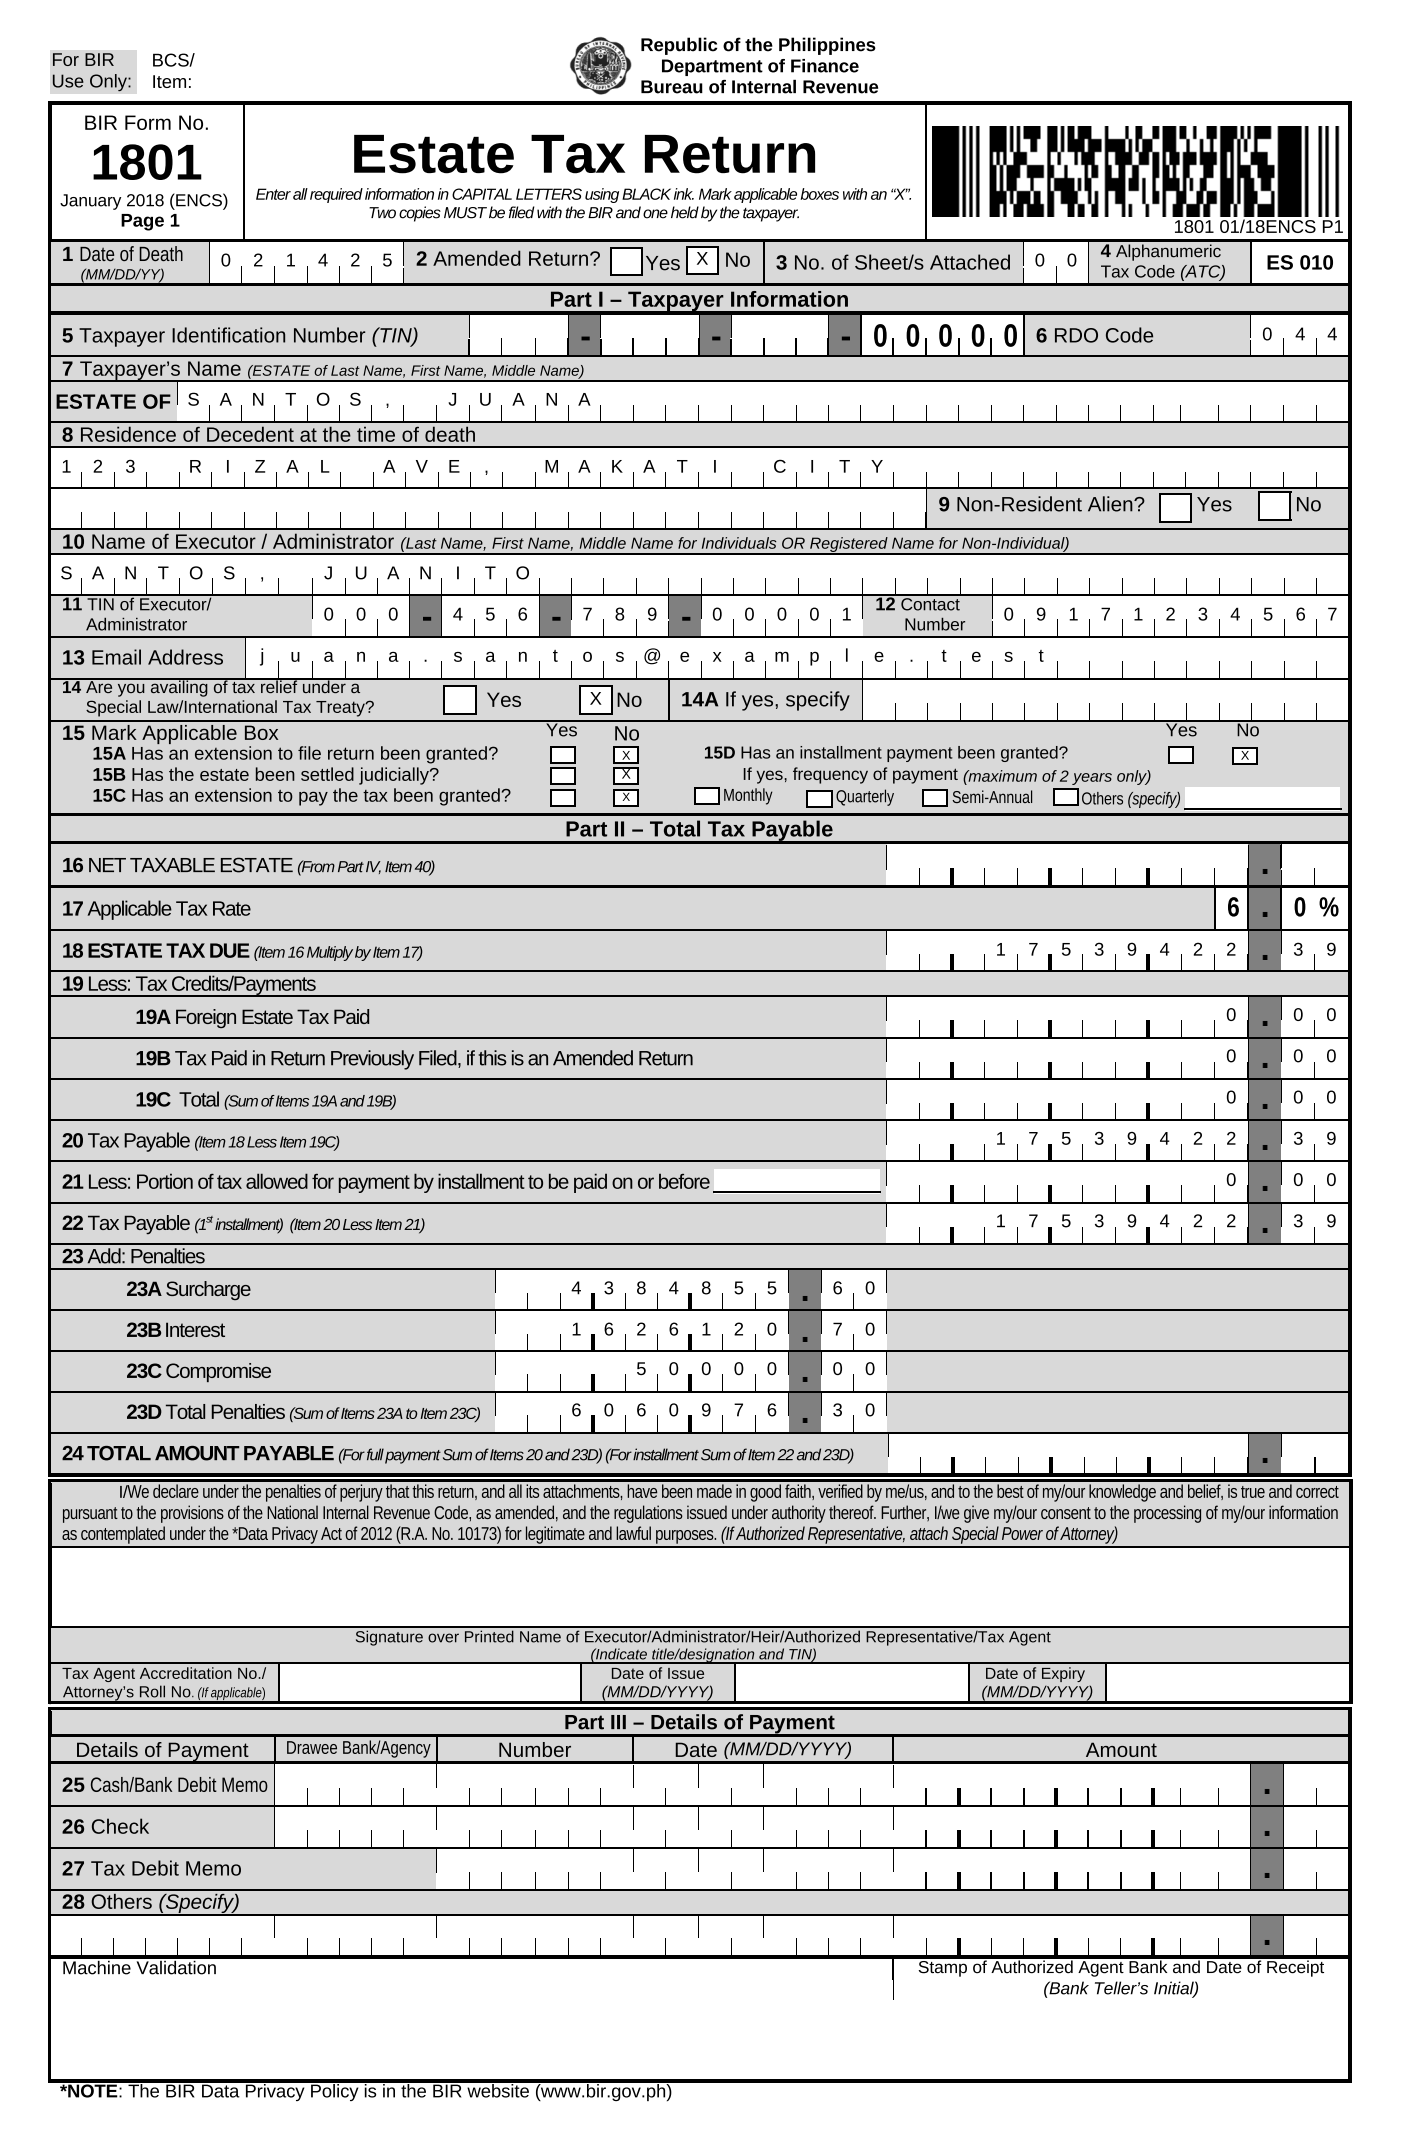 For BIR Use Only: BCS/ Item:
Republic of the Philippines
Department of Finance
Bureau of Internal Revenue
BIR Form No.
1801
January 2018 (ENCS)
Page 1
Estate Tax Return
Enter all required information in CAPITAL LETTERS using BLACK ink. Mark applicable boxes with an “X”.
Two copies MUST be filed with the BIR and one held by the taxpayer.
1801 01/18ENCS P1
1 Date of Death (MM/DD/YY) 0 2 1 4 2 5 2 Amended Return? Yes X No 3 No. of Sheet/s Attached 0 0 4 Alphanumeric Tax Code (ATC) ES 010
Part I – Taxpayer Information
5 Taxpayer Identification Number (TIN) - - - 0 0 0 0 0 6 RDO Code 0 4 4
7 Taxpayer’s Name (ESTATE of Last Name, First Name, Middle Name)
ESTATE OF SANTOS, JUANA
8 Residence of Decedent at the time of death
123 RIZAL AVE, MAKATI CITY
9 Non-Resident Alien? Yes No
10 Name of Executor / Administrator (Last Name, First Name, Middle Name for Individuals OR Registered Name for Non-Individual)
SANTOS, JUANITO
11 TIN of Executor/ Administrator 0 0 0 - 4 5 6 - 7 8 9 - 0 0 0 0 1 12 Contact Number 0 9 1 7 1 2 3 4 5 6 7
13 Email Address juana.santos@example.test
14 Are you availing of tax relief under a Special Law/International Tax Treaty? Yes X No 14A If yes, specify
15 Mark Applicable Box Yes No Yes No
15A Has an extension to file return been granted? X 15D Has an installment payment been granted? X
15B Has the estate been settled judicially? X If yes, frequency of payment (maximum of 2 years only)
15C Has an extension to pay the tax been granted? X Monthly Quarterly Semi-Annual Others (specify)
Part II – Total Tax Payable
16 NET TAXABLE ESTATE (From Part IV, Item 40) .
17 Applicable Tax Rate 6 . 0 %
18 ESTATE TAX DUE (Item 16 Multiply by Item 17) 1 7 5 3 9 4 2 2 . 3 9
19 Less: Tax Credits/Payments
19A Foreign Estate Tax Paid 0 . 0 0
19B Tax Paid in Return Previously Filed, if this is an Amended Return 0 . 0 0
19C Total (Sum of Items 19A and 19B) 0 . 0 0
20 Tax Payable (Item 18 Less Item 19C) 1 7 5 3 9 4 2 2 . 3 9
21 Less: Portion of tax allowed for payment by installment to be paid on or before 0 . 0 0
22 Tax Payable (1st installment) (Item 20 Less Item 21) 1 7 5 3 9 4 2 2 . 3 9
23 Add: Penalties
23A Surcharge 4 3 8 4 8 5 5 . 6 0
23B Interest 1 6 2 6 1 2 0 . 7 0
23C Compromise 5 0 0 0 0 . 0 0
23D Total Penalties (Sum of Items 23A to Item 23C) 6 0 6 0 9 7 6 . 3 0
24 TOTAL AMOUNT PAYABLE (For full payment Sum of Items 20 and 23D) (For installment Sum of Item 22 and 23D) .
I/We declare under the penalties of perjury that this return, and all its attachments, have been made in good faith, verified by me/us, and to the best of my/our knowledge and belief, is true and correct
pursuant to the provisions of the National Internal Revenue Code, as amended, and the regulations issued under authority thereof. Further, I/we give my/our consent to the processing of my/our information
as contemplated under the *Data Privacy Act of 2012 (R.A. No. 10173) for legitimate and lawful purposes. (If Authorized Representative, attach Special Power of Attorney)
Signature over Printed Name of Executor/Administrator/Heir/Authorized Representative/Tax Agent
(Indicate title/designation and TIN)
Tax Agent Accreditation No./ Attorney’s Roll No. (If applicable) Date of Issue (MM/DD/YYYY) Date of Expiry (MM/DD/YYYY)
Part III – Details of Payment
Details of Payment Drawee Bank/Agency Number Date (MM/DD/YYYY) Amount
25 Cash/Bank Debit Memo .
26 Check .
27 Tax Debit Memo .
28 Others (Specify)
.
Machine Validation Stamp of Authorized Agent Bank and Date of Receipt
(Bank Teller’s Initial)
*NOTE: The BIR Data Privacy Policy is in the BIR website (www.bir.gov.ph)